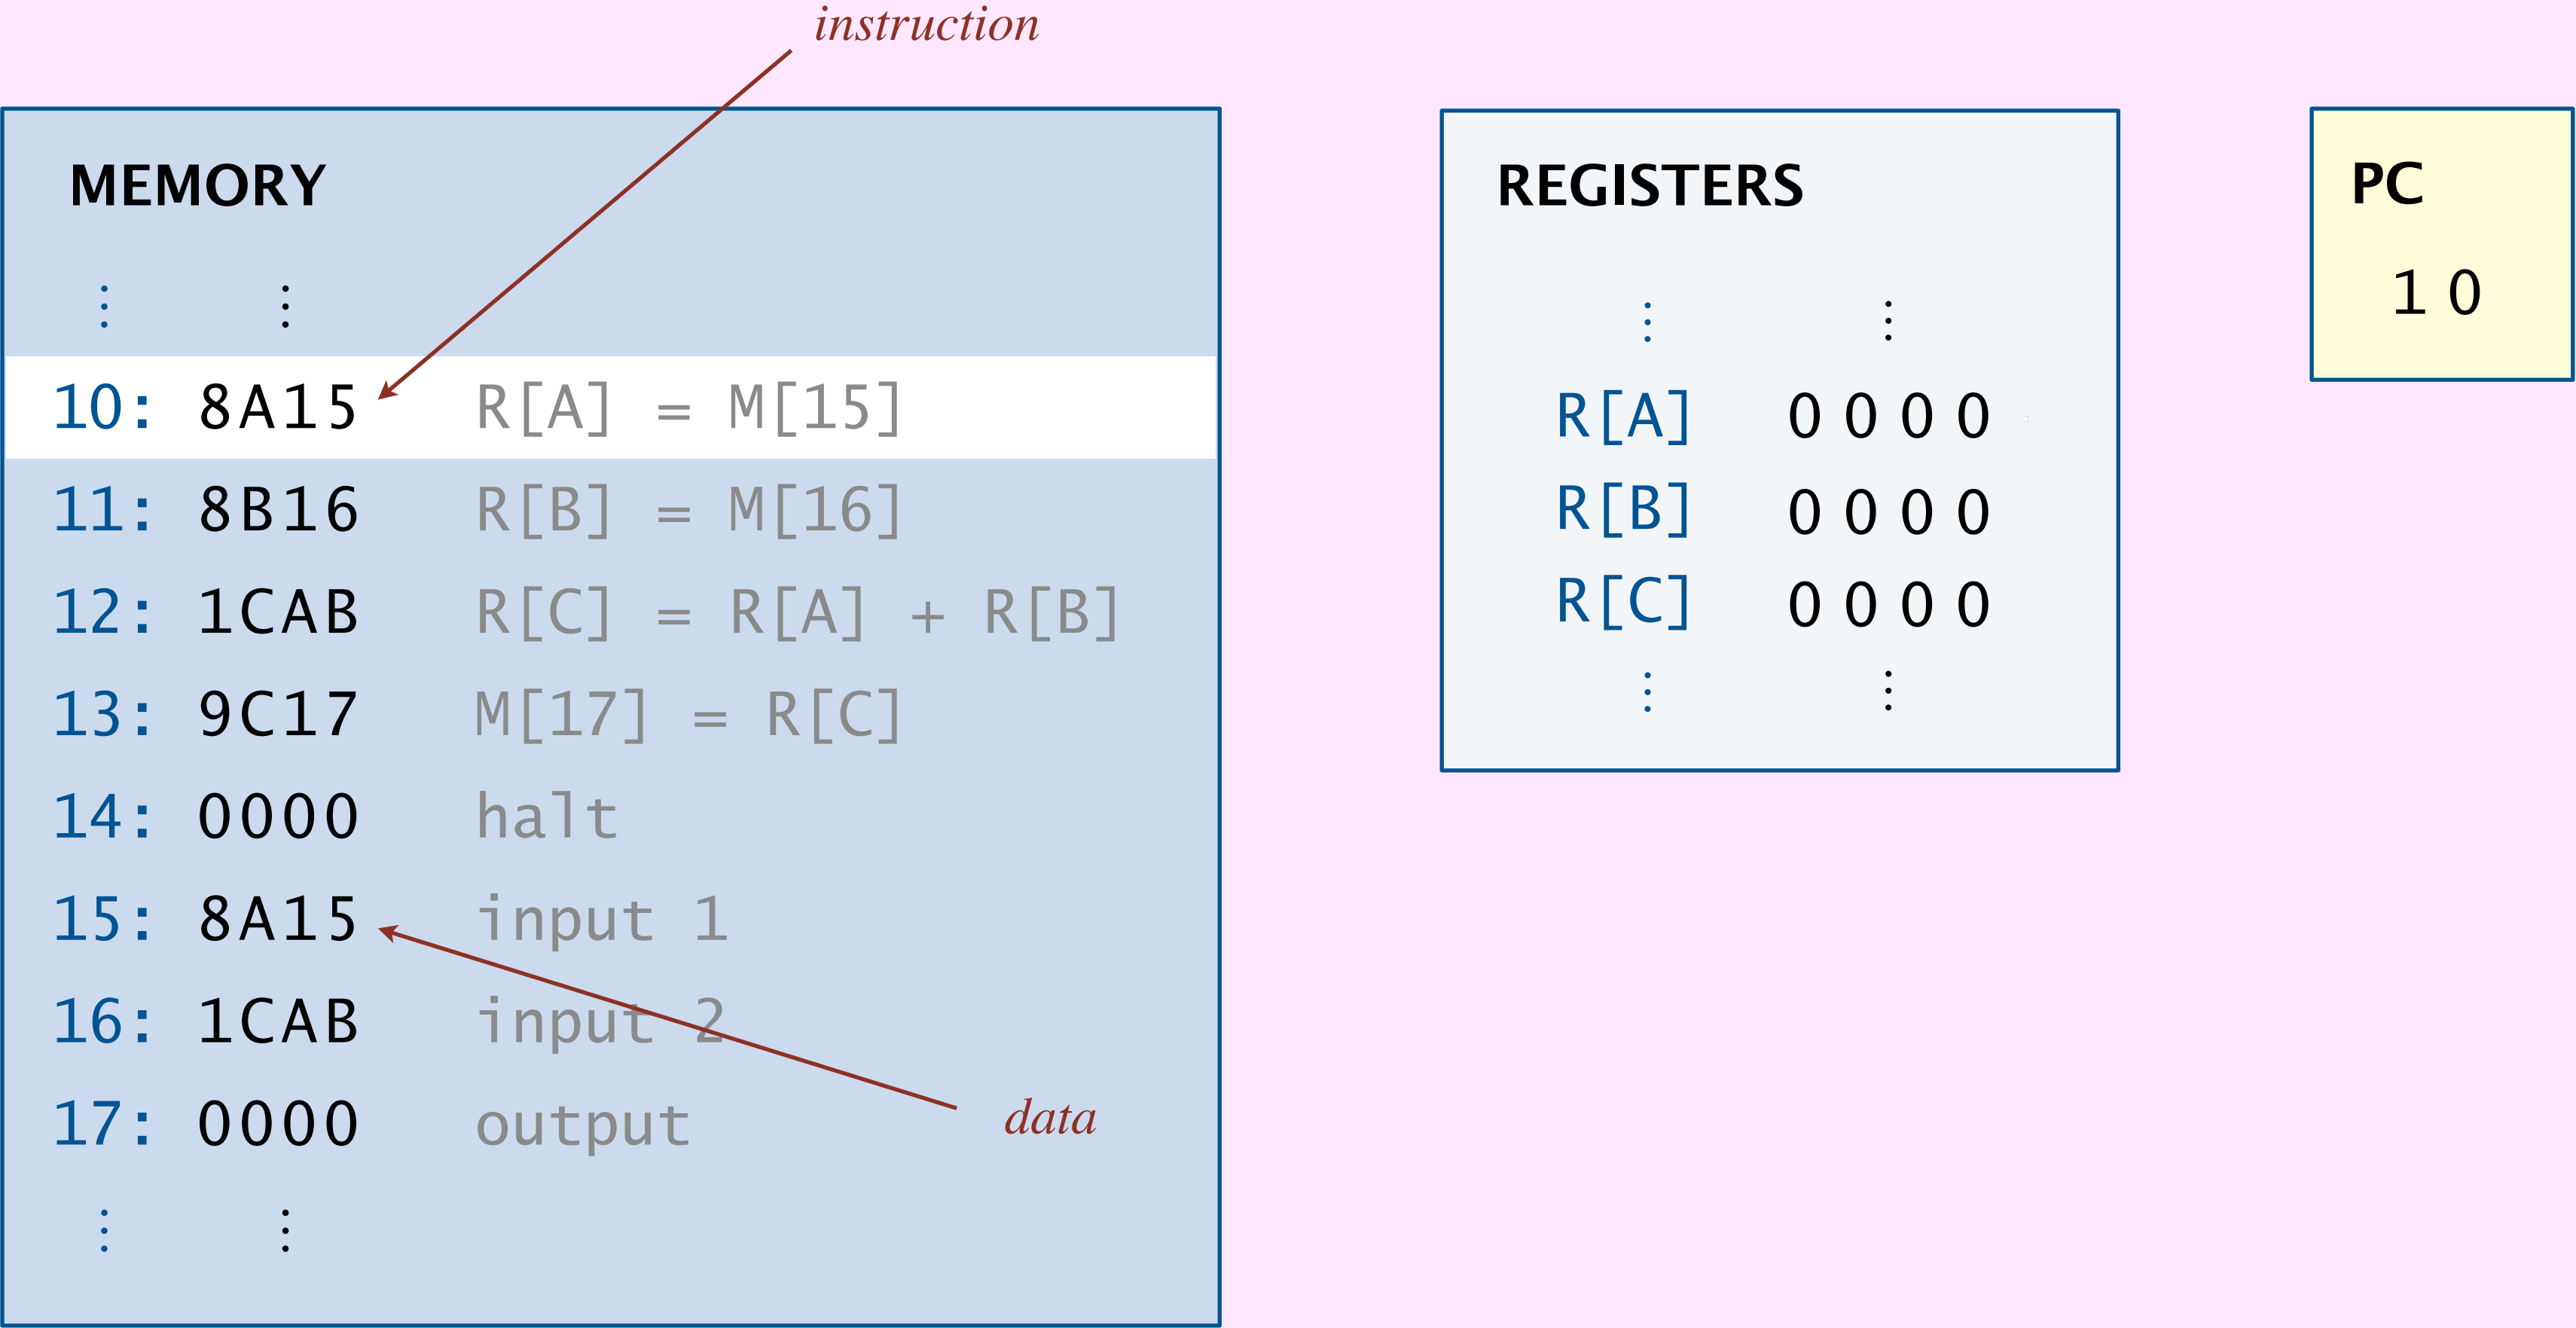 instruction
MEMORY
⋮ ⋮
10: 8A15 R[A] = M[15]
11: 8B16 R[B] = M[16]
12: 1CAB R[C] = R[A] + R[B]
13: 9C17 M[17] = R[C]
14: 0000 halt
15: 8A15 input 1
16: 1CAB input 2
17: 0000 output
⋮ ⋮
data
REGISTERS
⋮ ⋮
R[A] 0000
R[B] 0000
R[C] 0000
⋮ ⋮
PC
10